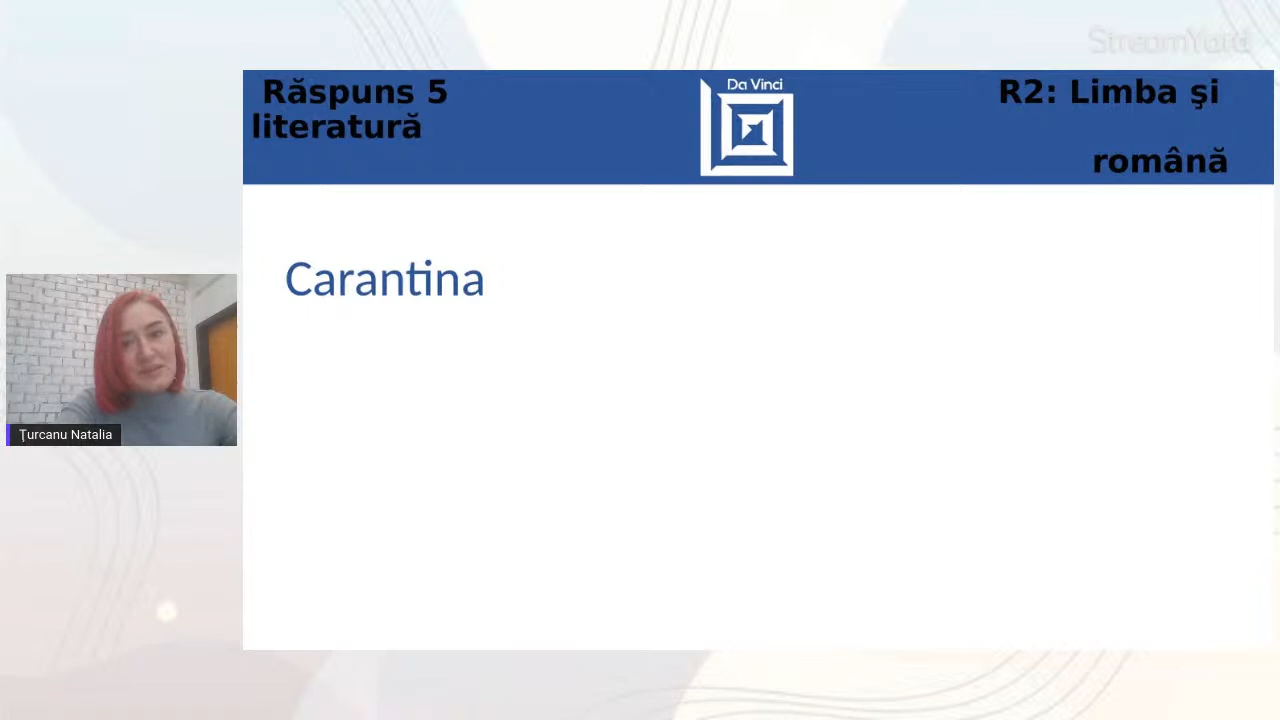 StreamYard
Răspuns 5
literatură
Da Vinci
R2: Limba şi
română
Carantina
Ţurcanu Natalia